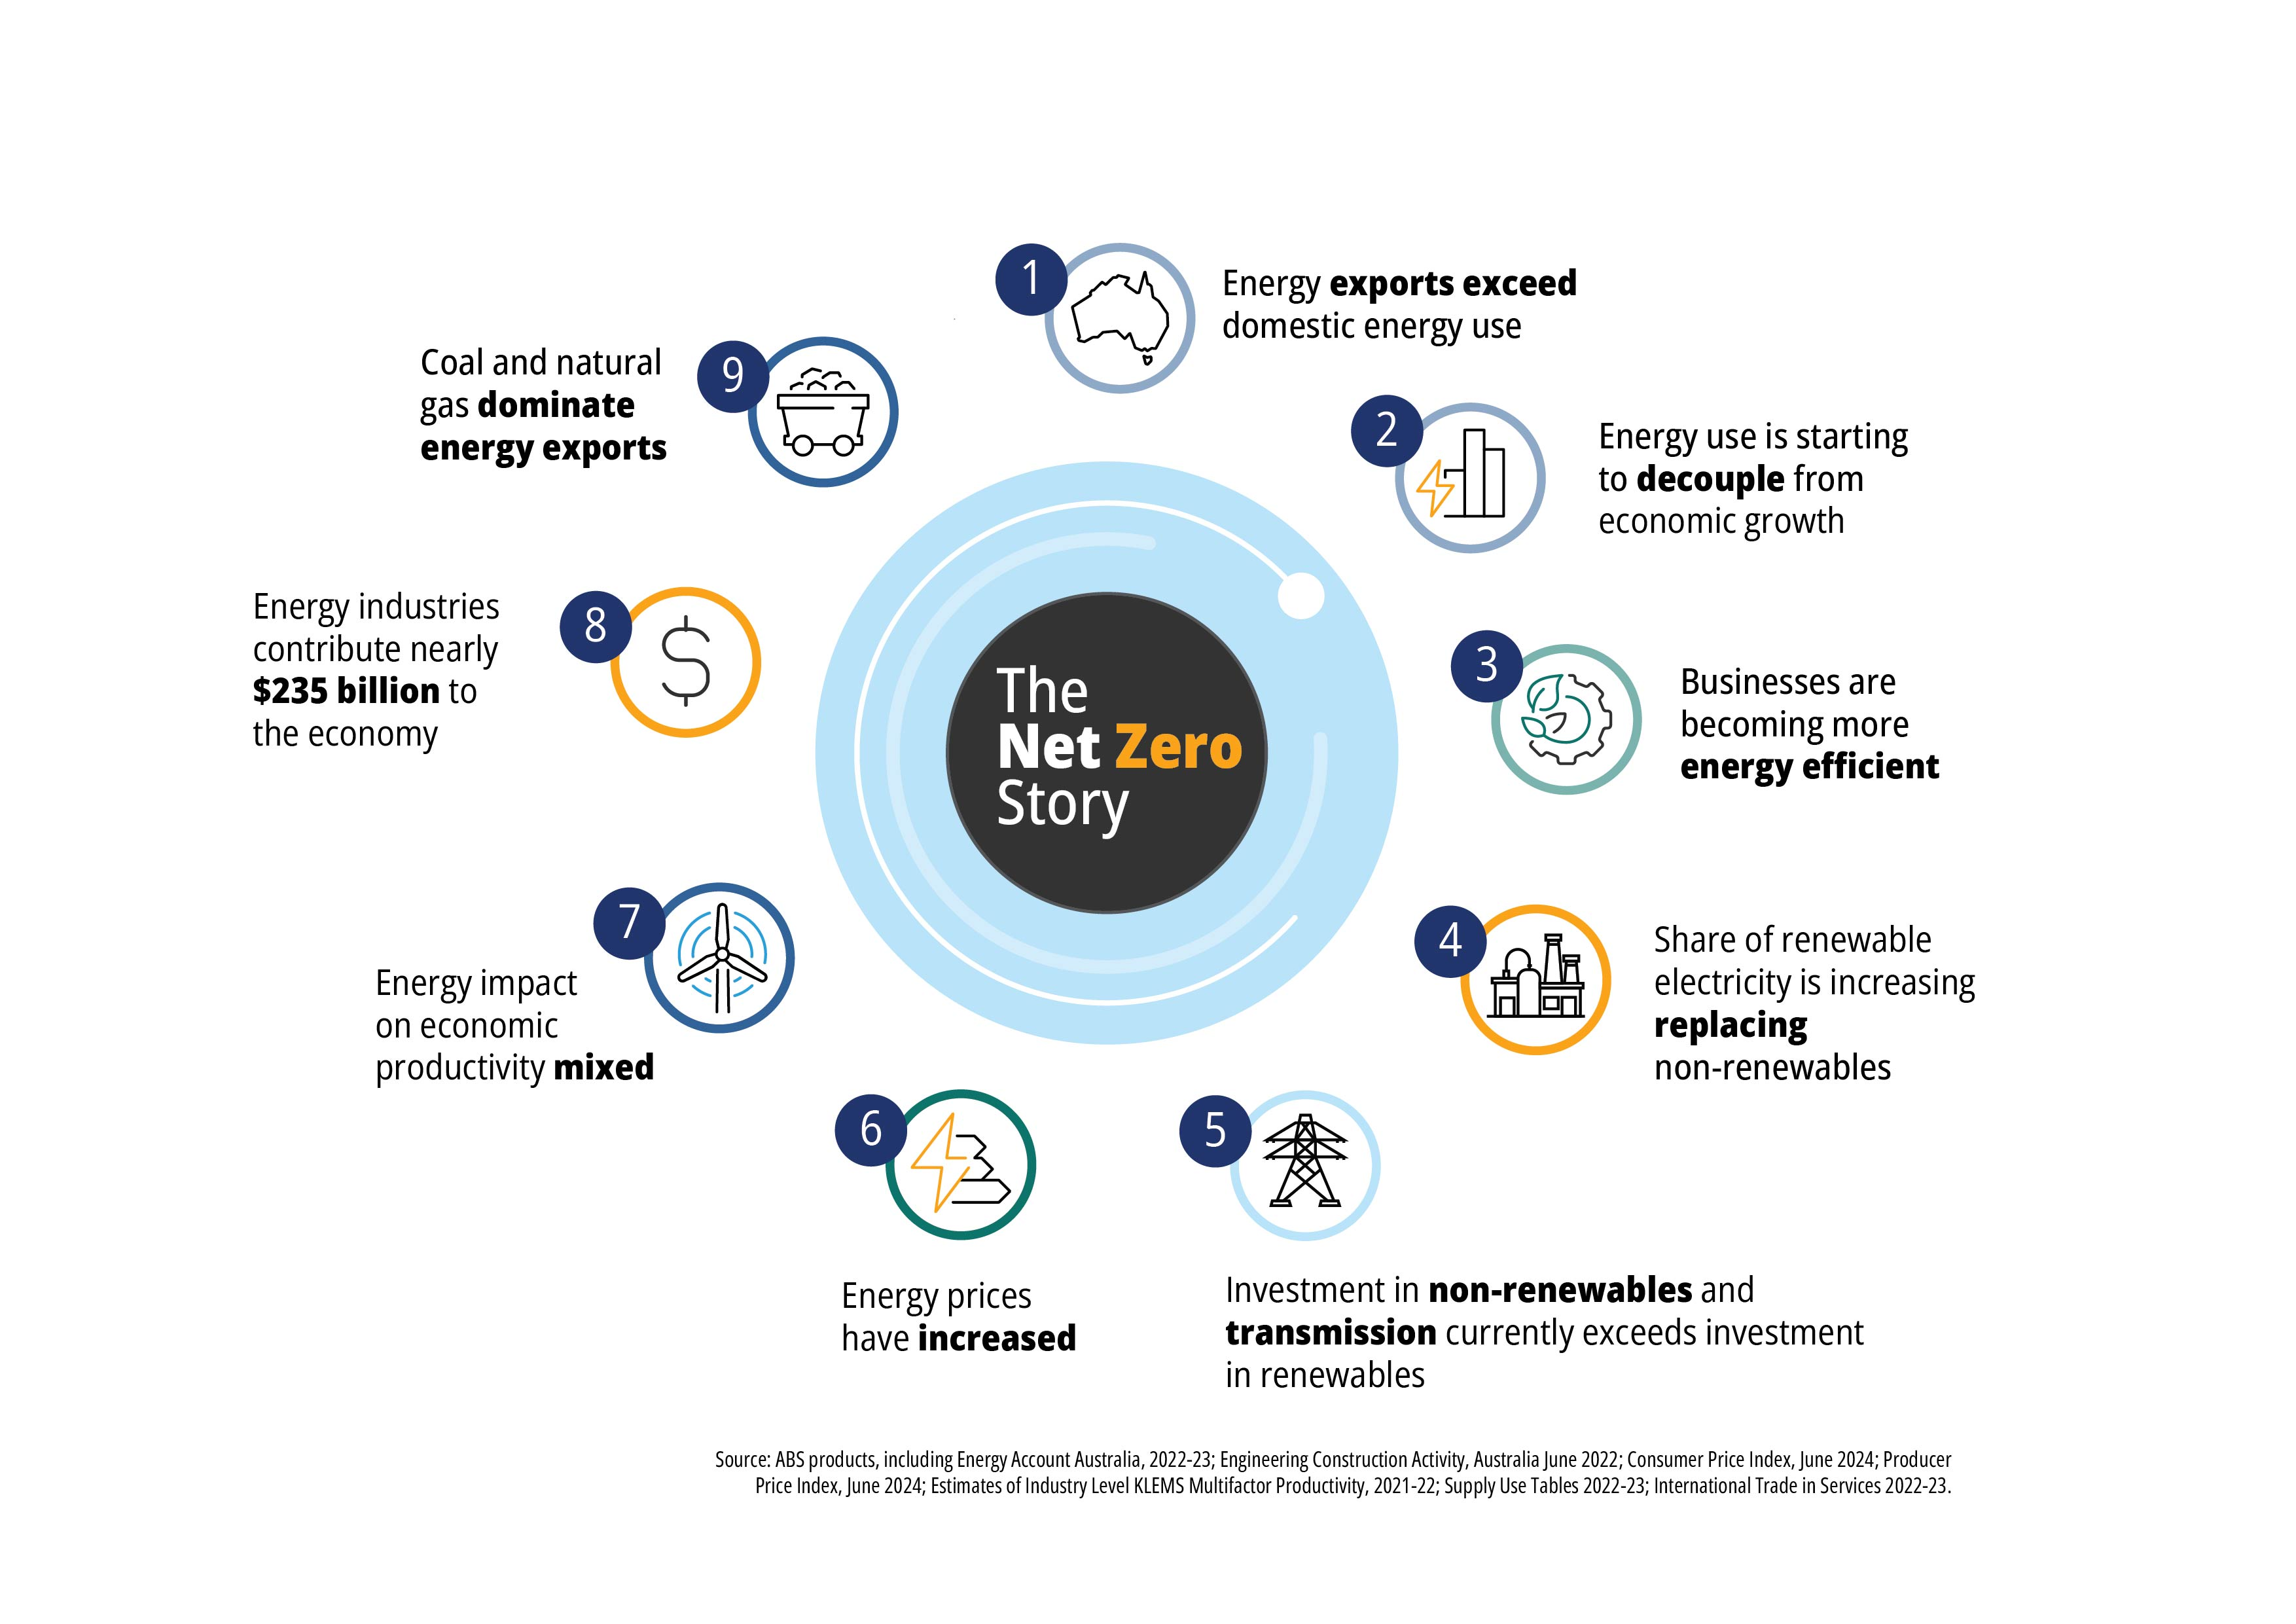 The
Net Zero
Story
1
Energy exports exceed
domestic energy use
2
Energy use is starting
to decouple from
economic growth
3
Businesses are
becoming more
energy efficient
4
Share of renewable
electricity is increasing
replacing
non-renewables
5
Investment in non-renewables and
transmission currently exceeds investment
in renewables
6
Energy prices
have increased
7
Energy impact
on economic
productivity mixed
8
Energy industries
contribute nearly
$235 billion to
the economy
9
Coal and natural
gas dominate
energy exports
Source: ABS products, including Energy Account Australia, 2022-23; Engineering Construction Activity, Australia June 2022; Consumer Price Index, June 2024; Producer
Price Index, June 2024; Estimates of Industry Level KLEMS Multifactor Productivity, 2021-22; Supply Use Tables 2022-23; International Trade in Services 2022-23.